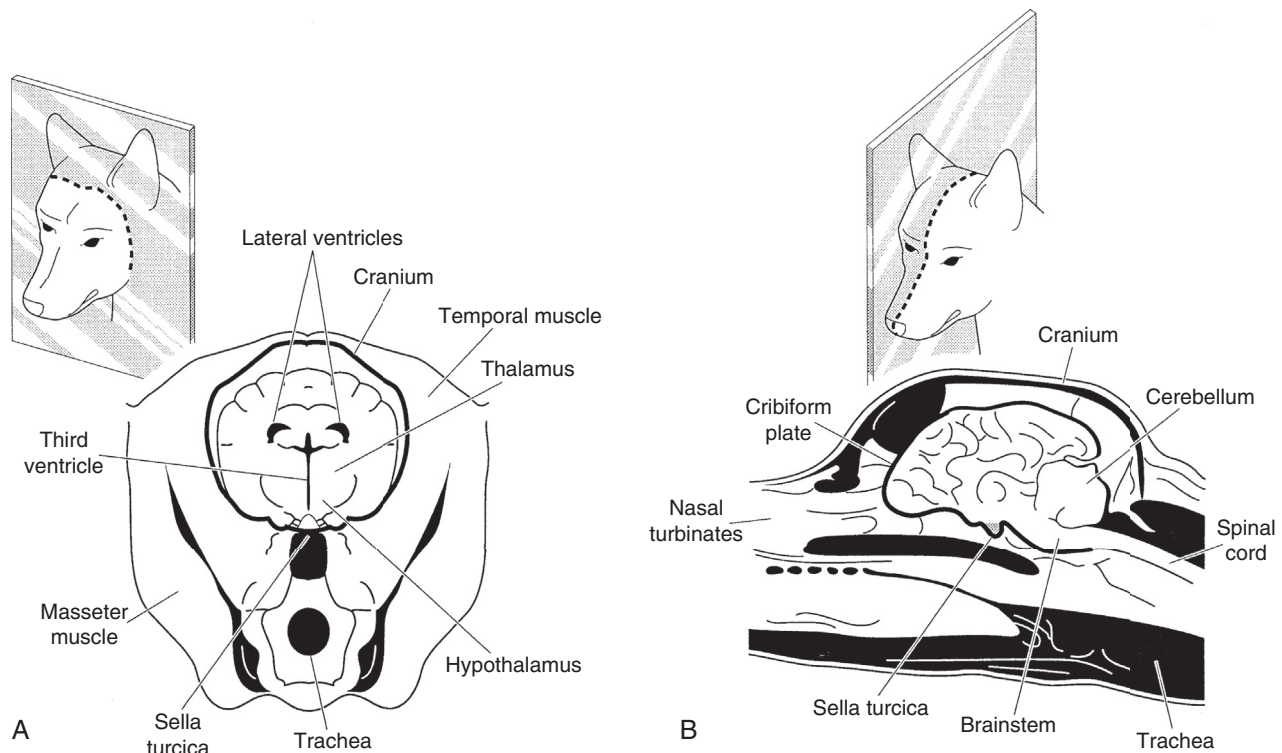 Lateral ventricles
Cranium
Temporal muscle
Thalamus
Third
ventricle
Masseter
muscle
Hypothalamus
Sella
turcica
Trachea
A
Cranium
Cerebellum
Cribiform
plate
Nasal
turbinates
Spinal
cord
Sella turcica
Brainstem
Trachea
B